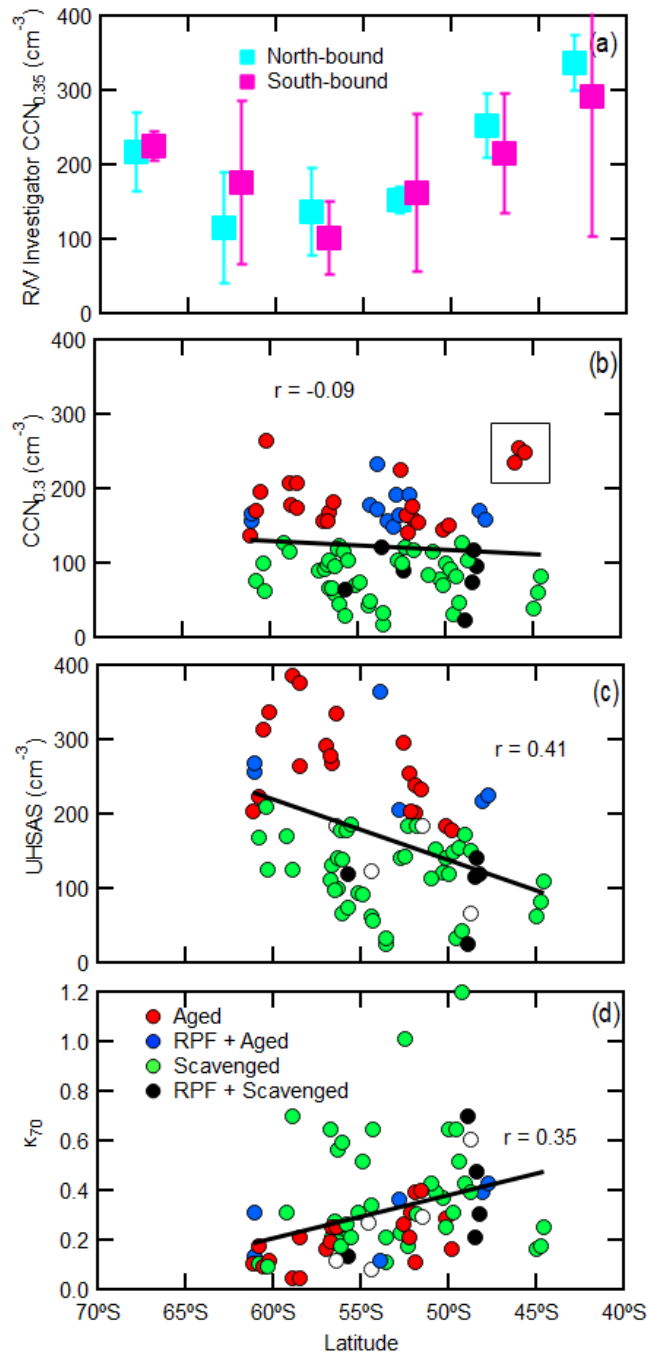 400
300
200
100
0
R/V Investigator CCN0.35 (cm-3)
(a)
North-bound
South-bound
400
300
200
100
0
CCN0.3 (cm-3)
(b)
r = -0.09
400
300
200
100
0
UHSAS (cm-3)
(c)
r = 0.41
1.2
1.0
0.8
0.6
0.4
0.2
0.0
κ70
(d)
Aged
RPF + Aged
Scavenged
RPF + Scavenged
r = 0.35
70ºS 65ºS 60ºS 55ºS 50ºS 45ºS 40ºS
Latitude